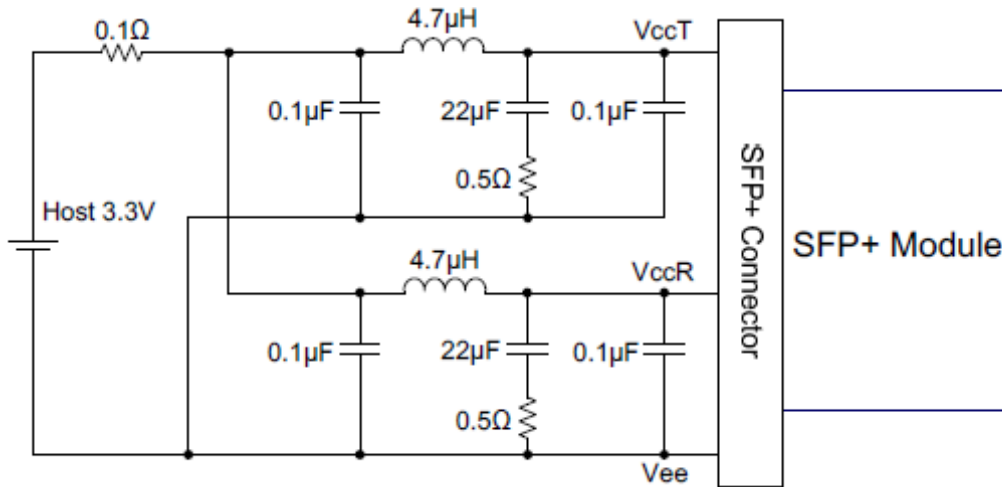 4.7µH
VccT
0.1Ω
0.1µF
22µF
0.1µF
0.5Ω
Host 3.3V
SFP+ Connector
SFP+ Module
4.7µH
VccR
0.1µF
22µF
0.1µF
0.5Ω
Vee